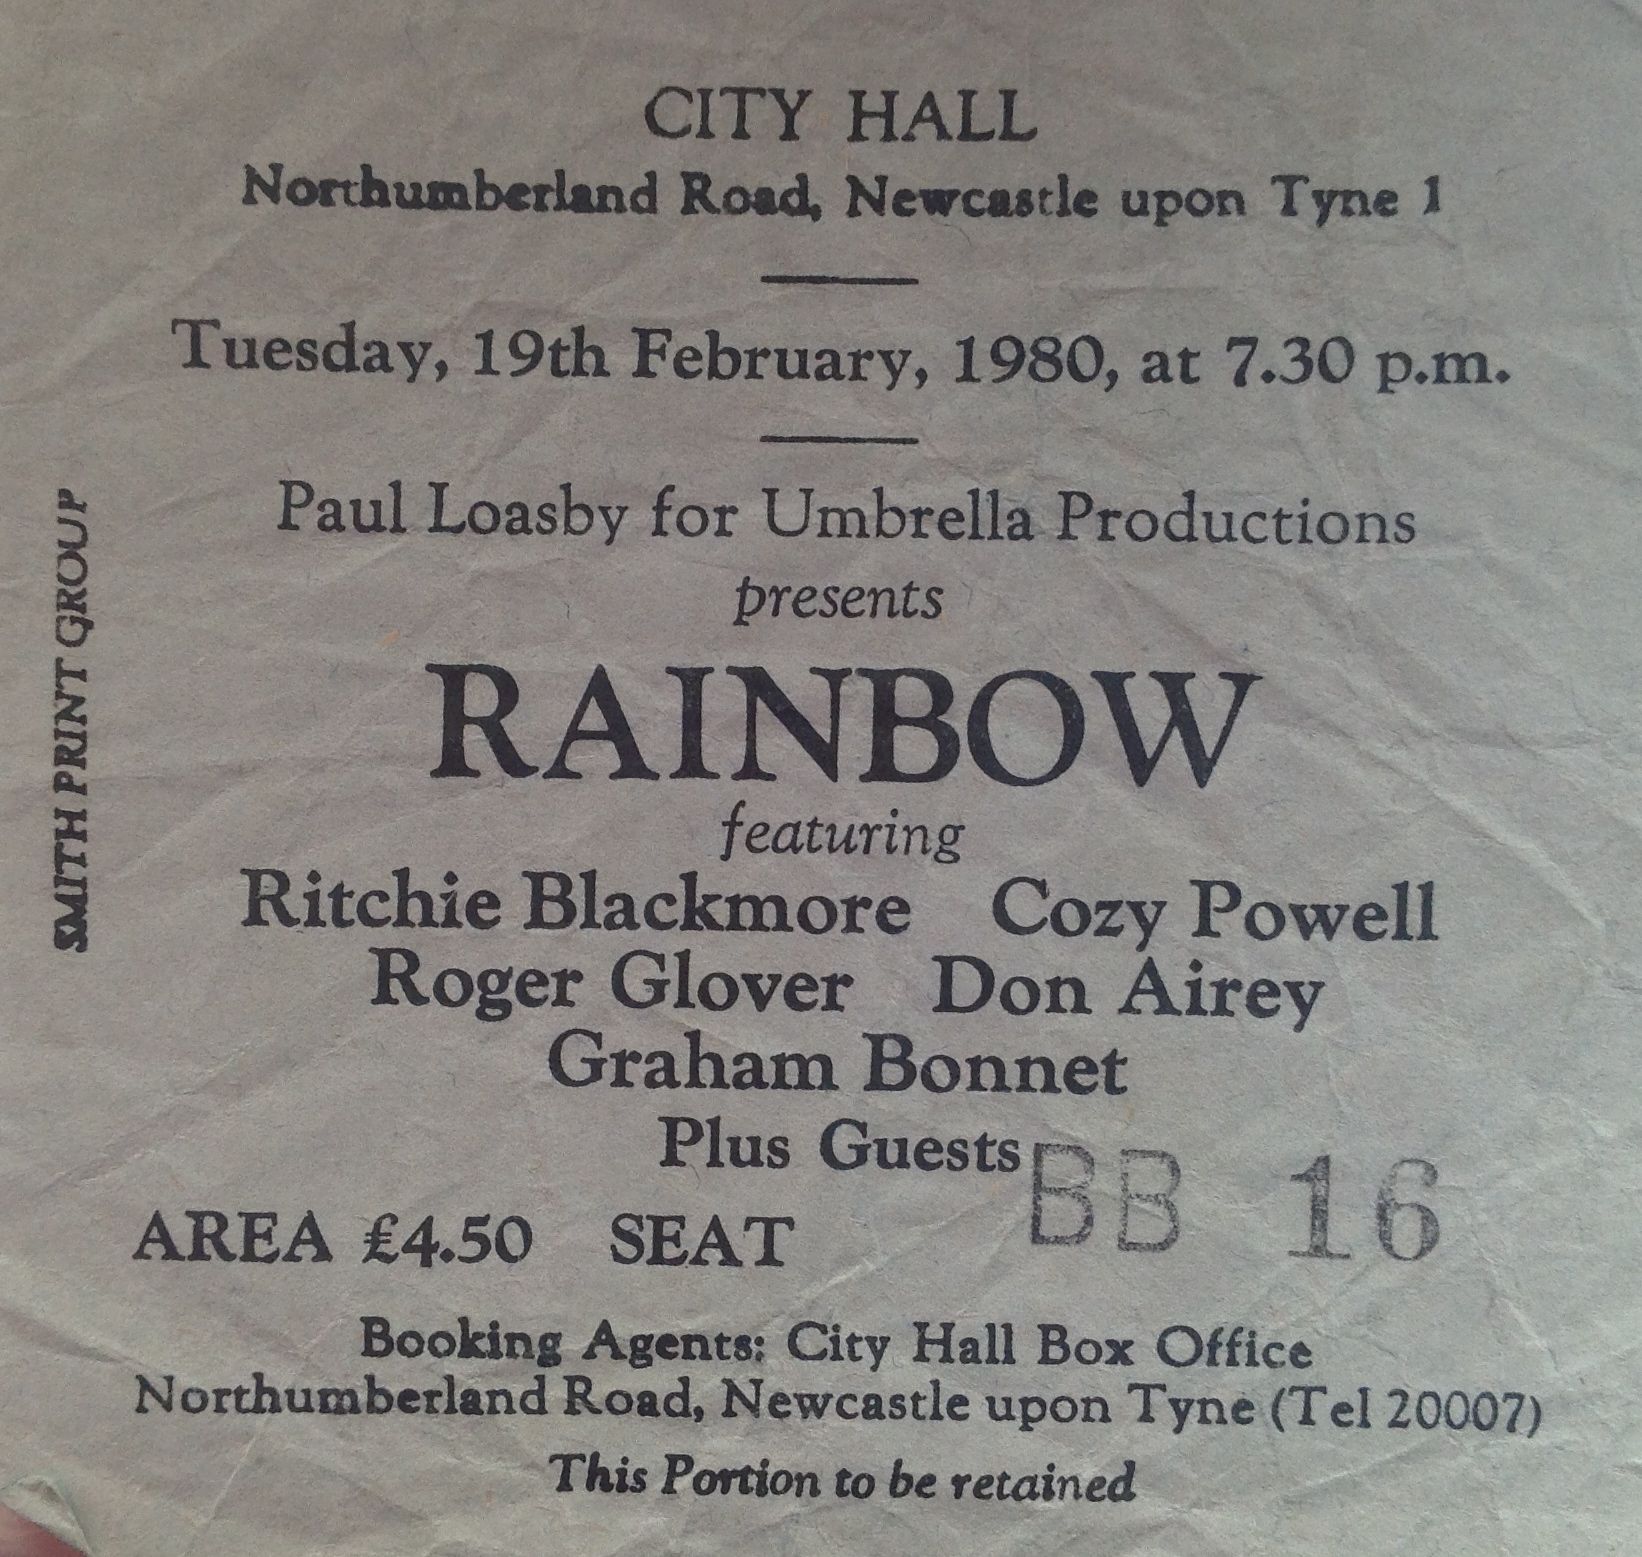 CITY HALL
Northumberland Road, Newcastle upon Tyne 1
Tuesday, 19th February, 1980, at 7.30 p.m.
Paul Loasby for Umbrella Productions
presents
RAINBOW
featuring
Ritchie Blackmore Cozy Powell
Roger Glover Don Airey
Graham Bonnet
Plus Guests
AREA £4.50 SEAT BB 16
Booking Agents: City Hall Box Office
Northumberland Road, Newcastle upon Tyne (Tel 20007)
This Portion to be retained
SMITH PRINT GROUP